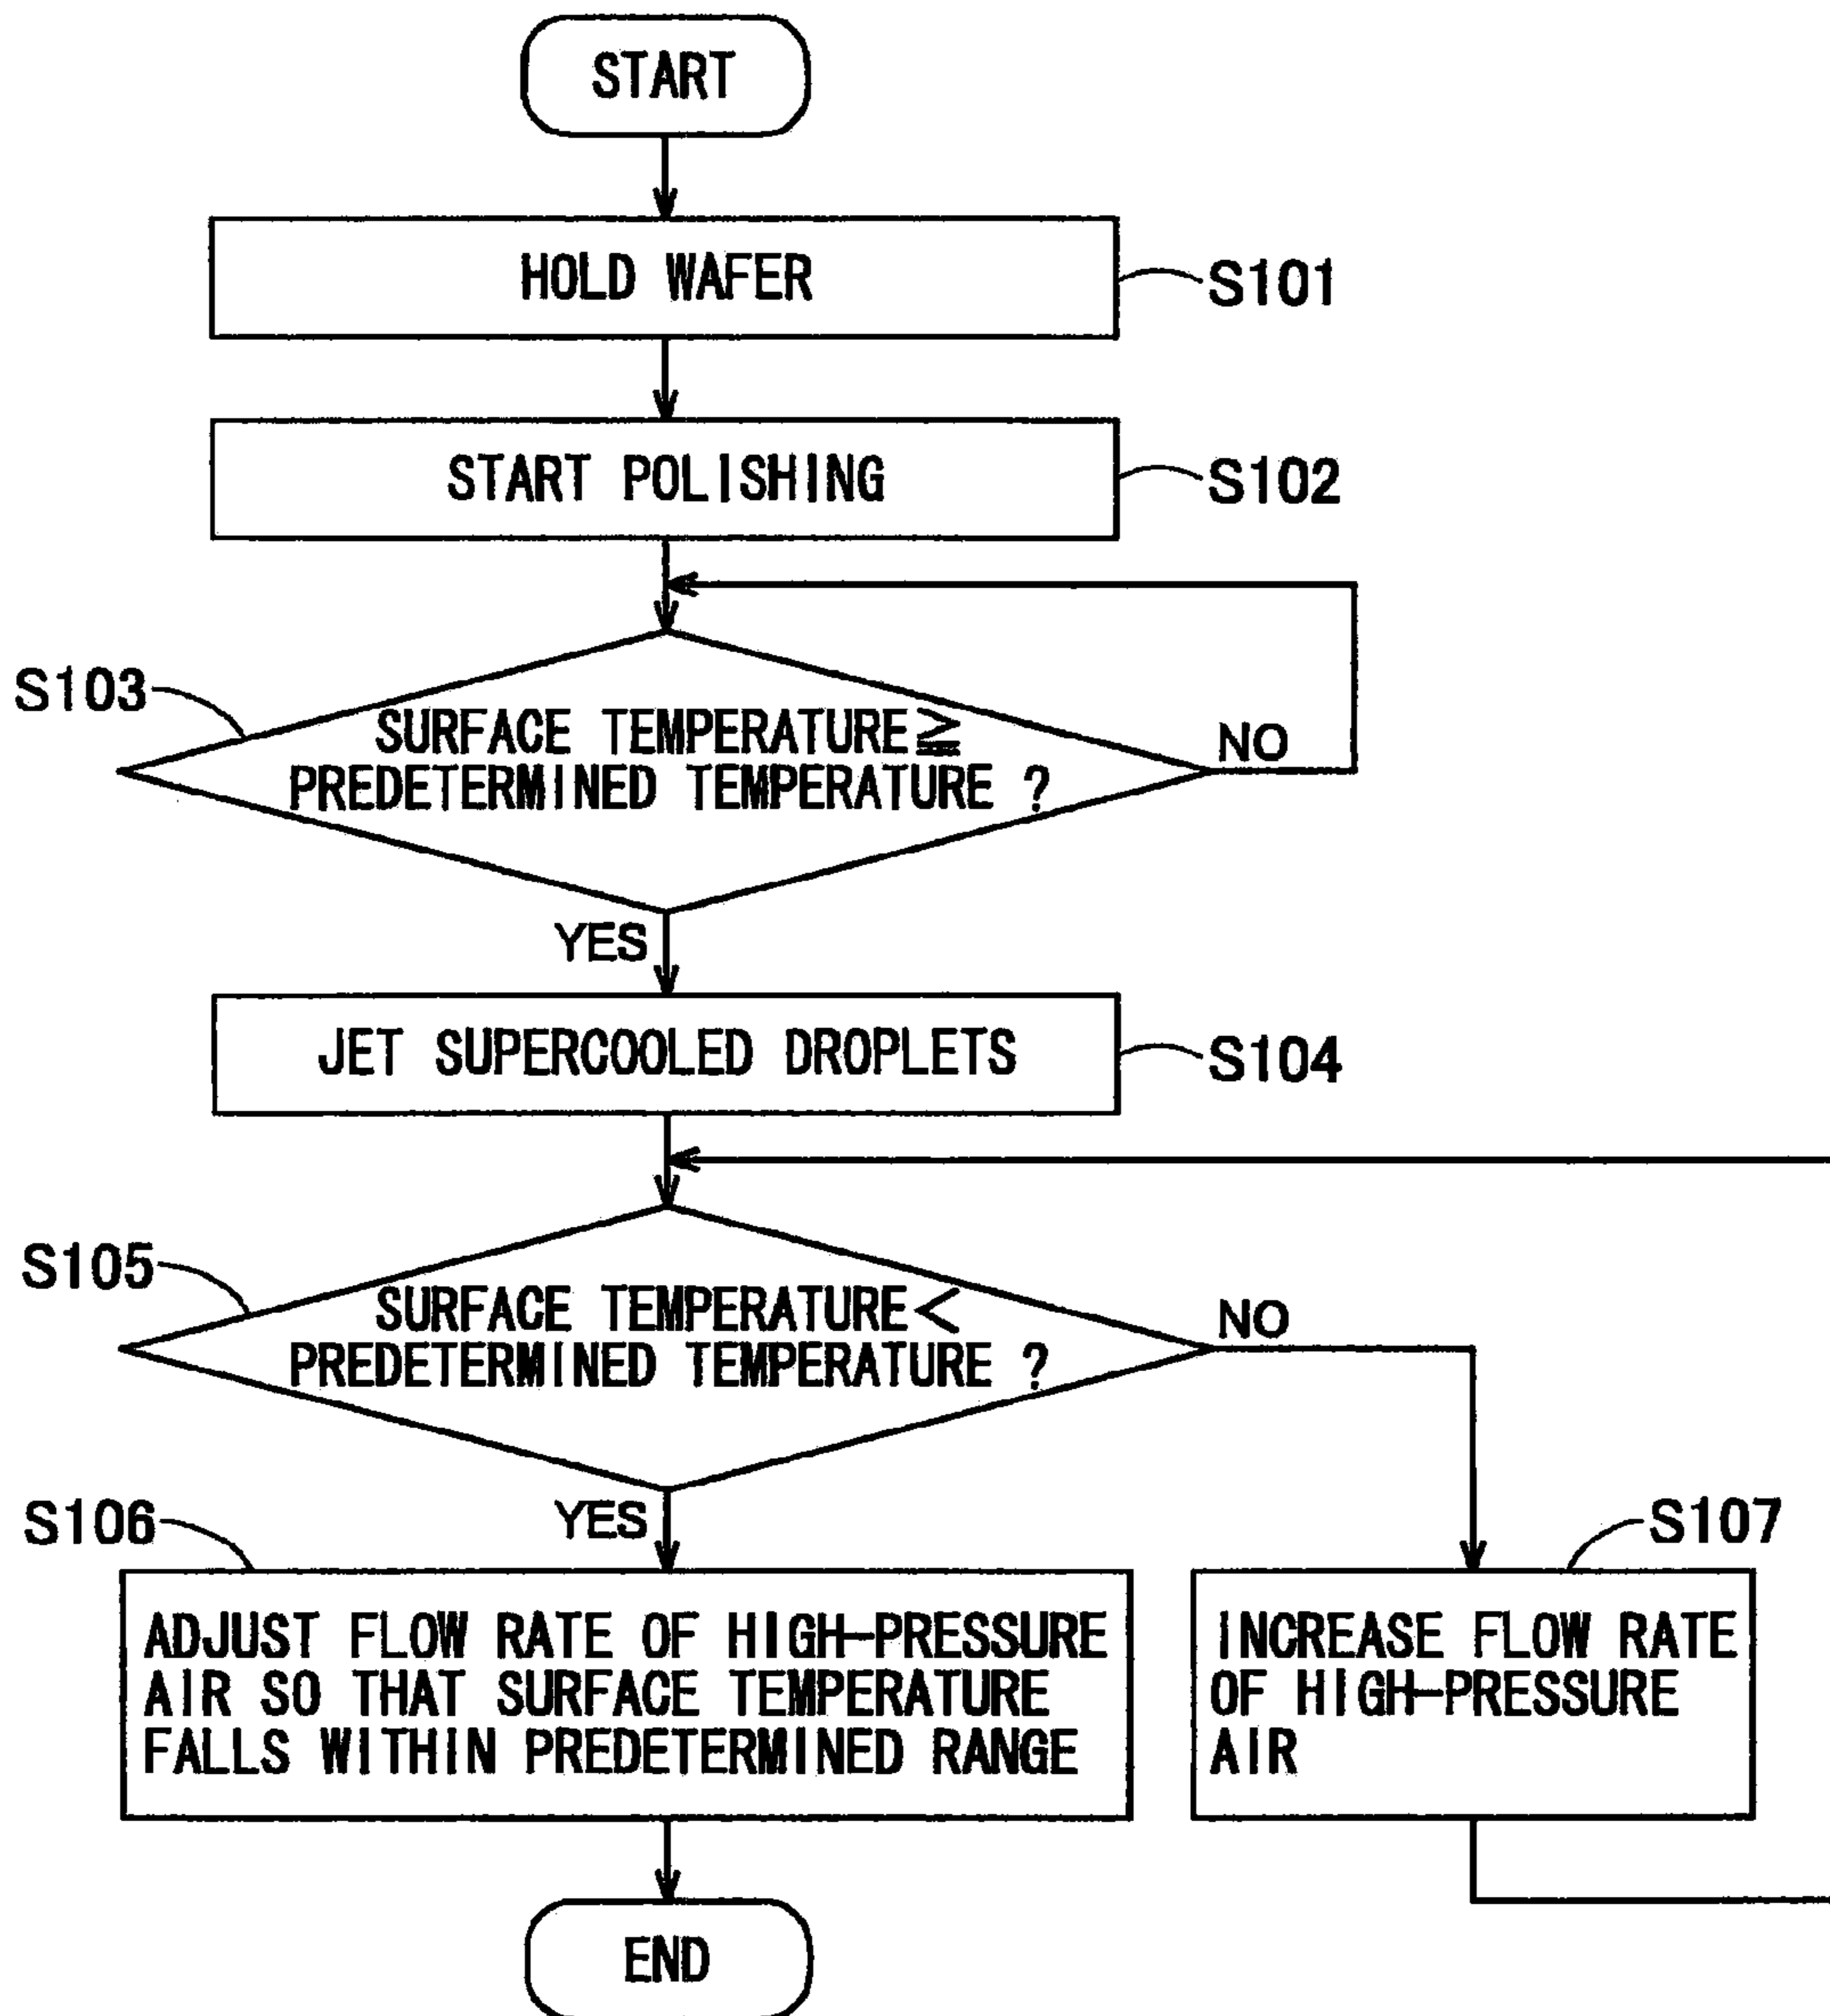 START
HOLD WAFER
S101
START POLISHING
S102
S103
SURFACE TEMPERATURE≧
PREDETERMINED TEMPERATURE ?
NO
YES
JET SUPERCOOLED DROPLETS
S104
S105
SURFACE TEMPERATURE<
PREDETERMINED TEMPERATURE ?
NO
YES
S106
ADJUST FLOW RATE OF HIGH-PRESSURE
AIR SO THAT SURFACE TEMPERATURE
FALLS WITHIN PREDETERMINED RANGE
S107
INCREASE FLOW RATE
OF HIGH-PRESSURE
AIR
END